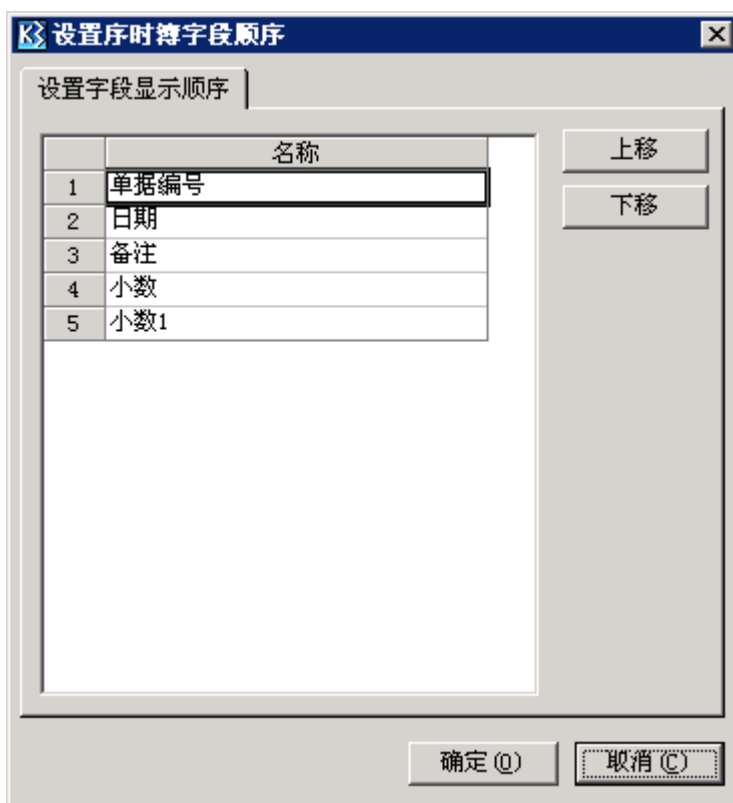 K3 设置序时簿字段顺序
设置字段显示顺序
名称
上移
1 单据编号
下移
2 日期
3 备注
4 小数
5 小数1
确定(O)
取消(C)